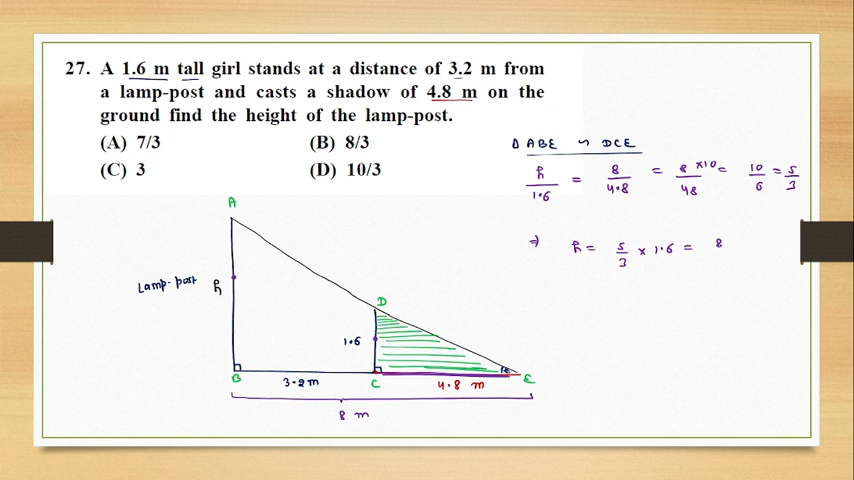 27. A 1.6 m tall girl stands at a distance of 3.2 m from
a lamp-post and casts a shadow of 4.8 m on the
ground find the height of the lamp-post.
(A) 7/3
(B) 8/3
(C) 3
(D) 10/3
Δ ABE ∽ DCE
h/1.6 = 8/4.8 = 8×10/48 = 10/6 = 5/3
⇒ h = 5/3 × 1.6 = 8
A
Lamp-post h
D
1.6
B
3.2 m
C
4.8 m
E
8 m